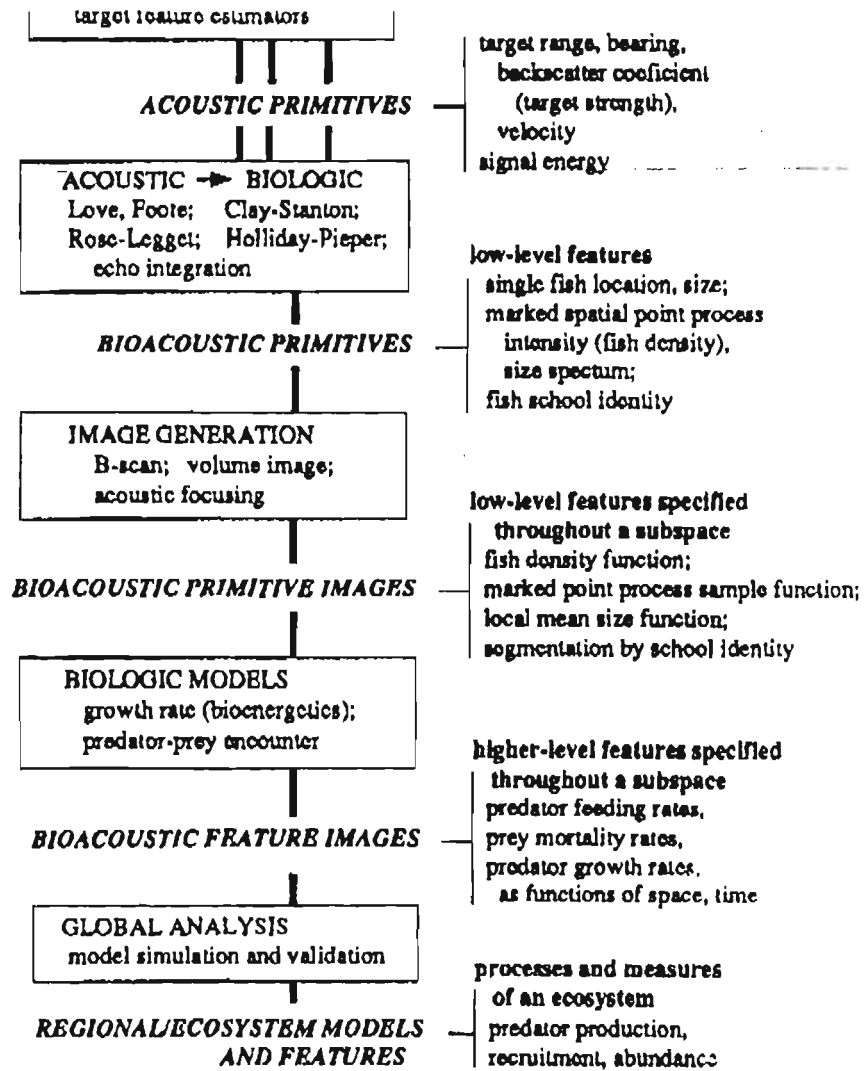 target feature estimators
ACOUSTIC PRIMITIVES
target range, bearing,
backscatter coeficient
(target strength),
velocity
signal energy
ACOUSTIC → BIOLOGIC
Love, Foote; Clay-Stanton;
Rose-Legget; Holliday-Pieper;
echo integration
BIOACOUSTIC PRIMITIVES
low-level features
single fish location, size;
marked spatial point process
intensity (fish density),
size spectrum;
fish school identity
IMAGE GENERATION
B-scan; volume image;
acoustic focusing
BIOACOUSTIC PRIMITIVE IMAGES
low-level features specified
throughout a subspace
fish density function;
marked point process sample function;
local mean size function;
segmentation by school identity
BIOLOGIC MODELS
growth rate (bioenergetics);
predator-prey encounter
BIOACOUSTIC FEATURE IMAGES
higher-level features specified
throughout a subspace
predator feeding rates,
prey mortality rates,
predator growth rates,
as functions of space, time
GLOBAL ANALYSIS
model simulation and validation
REGIONAL/ECOSYSTEM MODELS
AND FEATURES
processes and measures
of an ecosystem
predator production,
recruitment, abundance